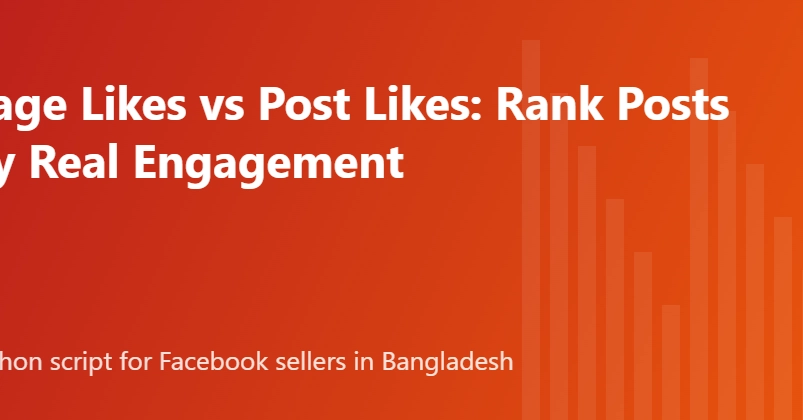 age Likes vs Post Likes: Rank Posts
y Real Engagement
hon script for Facebook sellers in Bangladesh